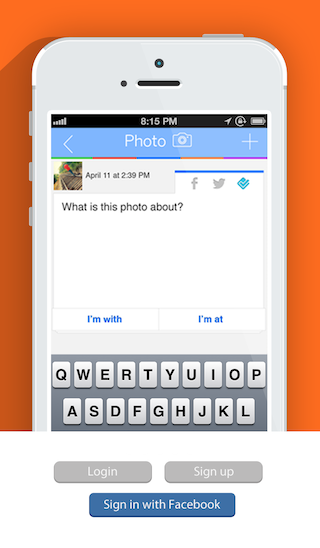 8:15 PM
Photo
April 11 at 2:39 PM
What is this photo about?
I'm with
I'm at
Q W E R T Y U I O P
A S D F G H J K L
Login
Sign up
Sign in with Facebook